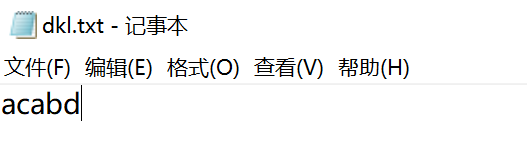 dkl.txt - 记事本
文件(F) 编辑(E) 格式(O) 查看(V) 帮助(H)
acabd